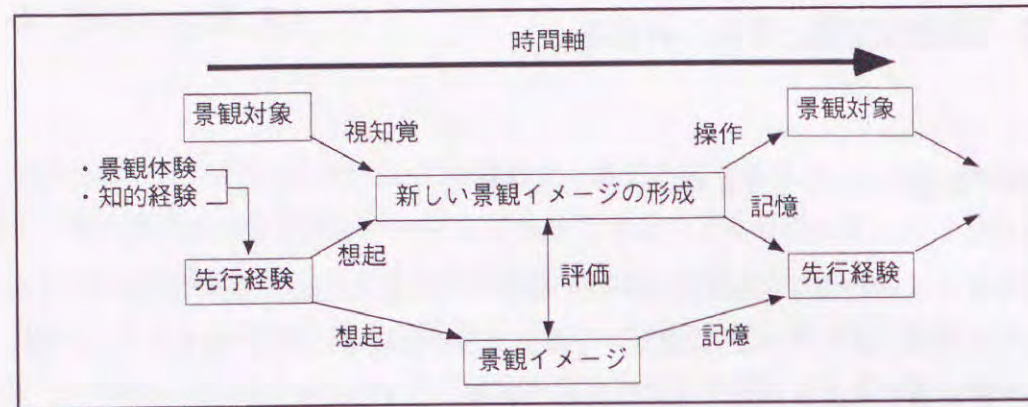 時間軸
景観対象
景観対象
視知覚
操作
・景観体験
・知的経験
新しい景観イメージの形成
想起
記憶
先行経験
評価
先行経験
想起
記憶
景観イメージ